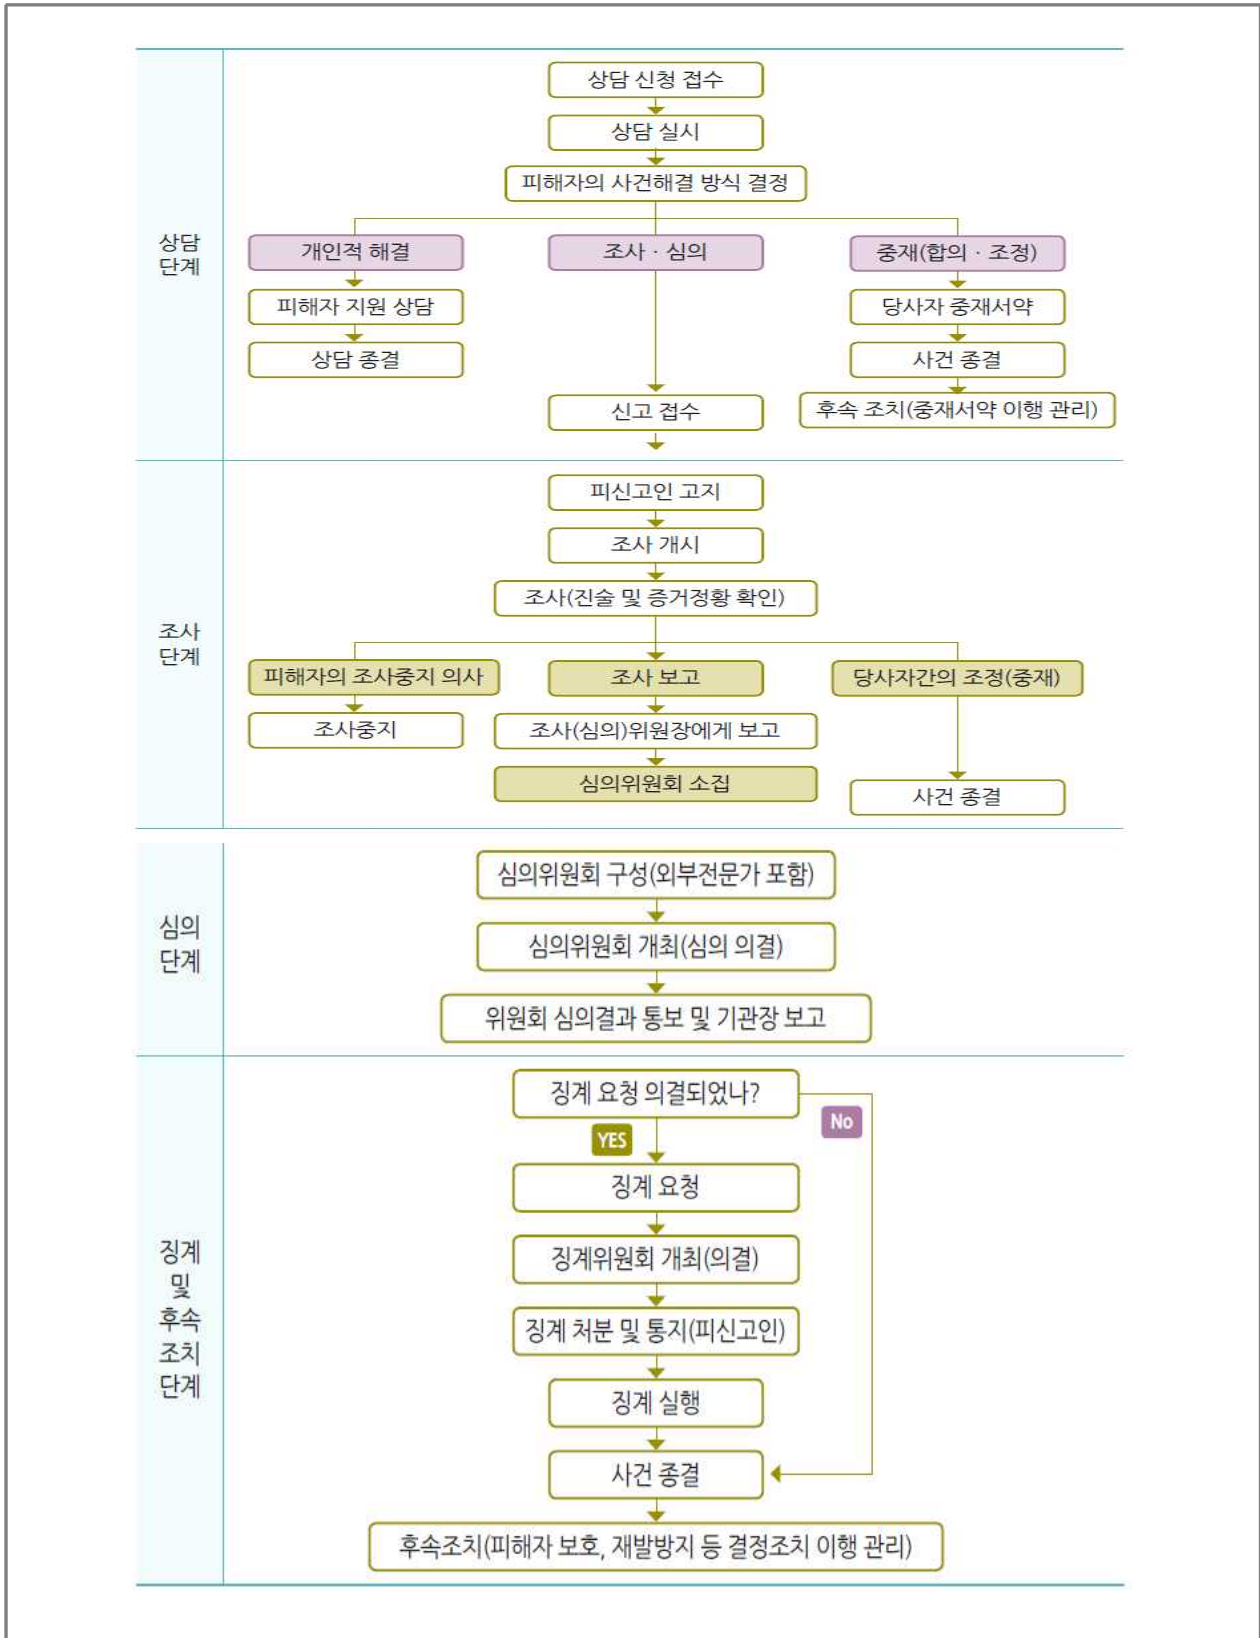 상담
단계
상담 신청 접수
상담 실시
피해자의 사건해결 방식 결정
개인적 해결
조사 · 심의
중재(합의 · 조정)
피해자 지원 상담
당사자 중재서약
상담 종결
사건 종결
신고 접수
후속 조치(중재서약 이행 관리)
조사
단계
피신고인 고지
조사 개시
조사(진술 및 증거정황 확인)
피해자의 조사중지 의사
조사 보고
당사자간의 조정(중재)
조사중지
조사(심의)위원장에게 보고
심의위원회 소집
사건 종결
심의
단계
심의위원회 구성(외부전문가 포함)
심의위원회 개최(심의 의결)
위원회 심의결과 통보 및 기관장 보고
징계
및
후속
조치
단계
징계 요청 의결되었나?
No
YES
징계 요청
징계위원회 개최(의결)
징계 처분 및 통지(피신고인)
징계 실행
사건 종결
후속조치(피해자 보호, 재발방지 등 결정조치 이행 관리)